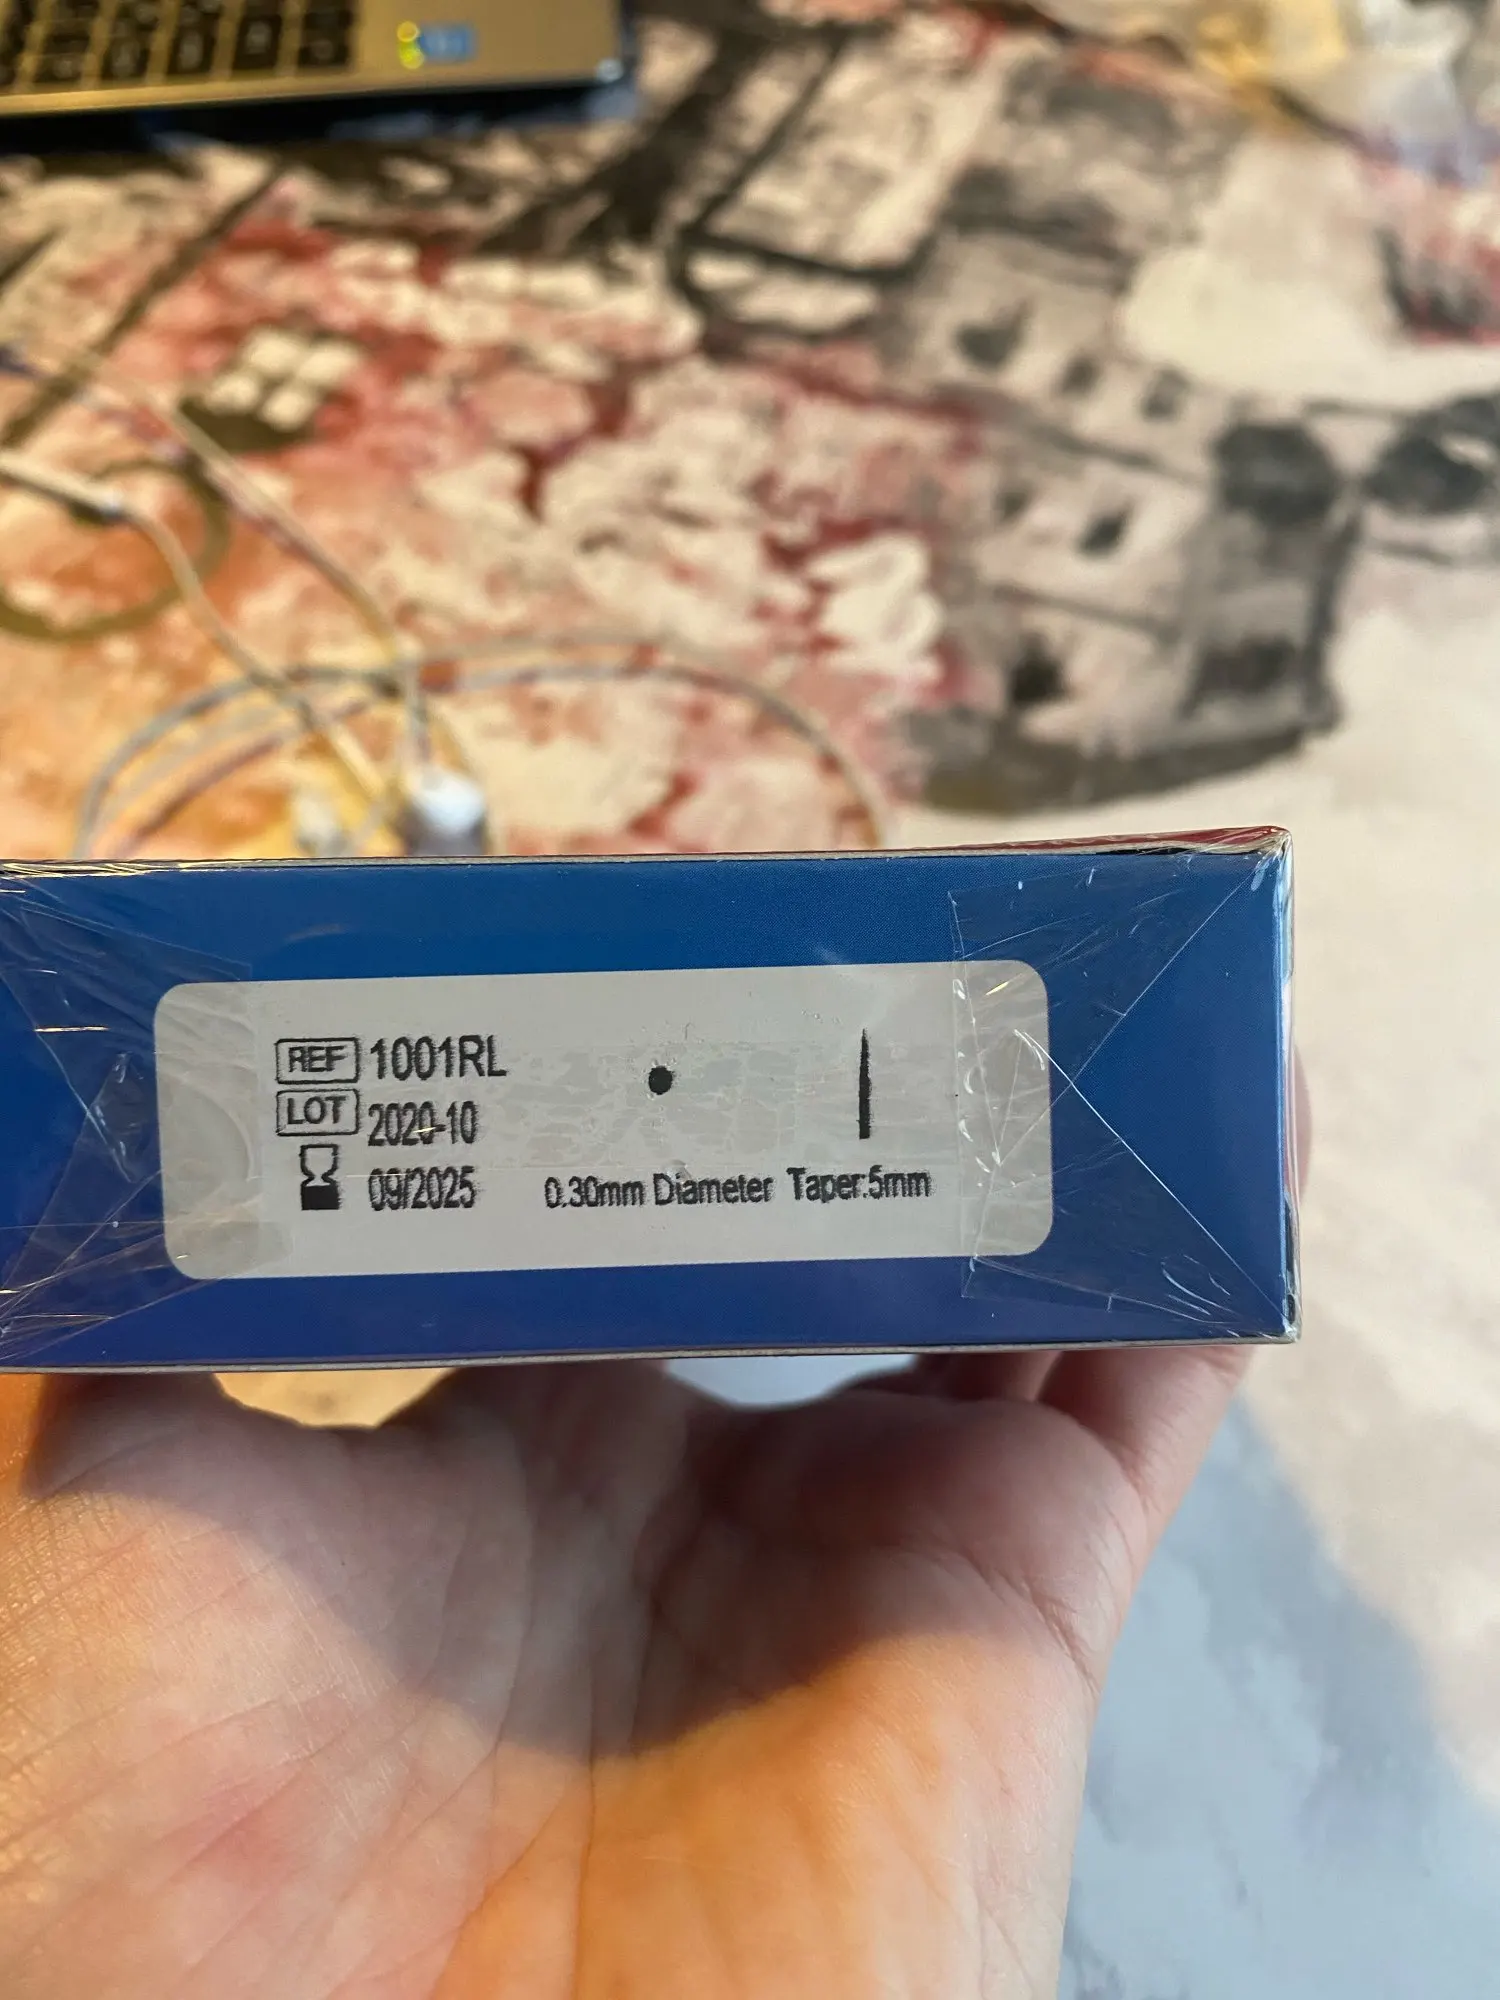 REF 1001RL
LOT 2020-10
09/2025
0.30mm Diameter Taper:5mm